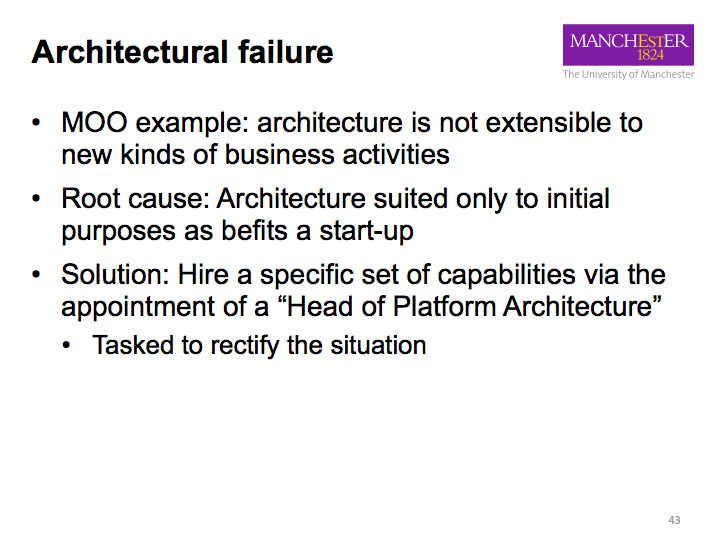 Architectural failure
MANCHEsTER
1824
The University of Manchester
• MOO example: architecture is not extensible to
new kinds of business activities
• Root cause: Architecture suited only to initial
purposes as befits a start-up
• Solution: Hire a specific set of capabilities via the
appointment of a “Head of Platform Architecture”
• Tasked to rectify the situation
43